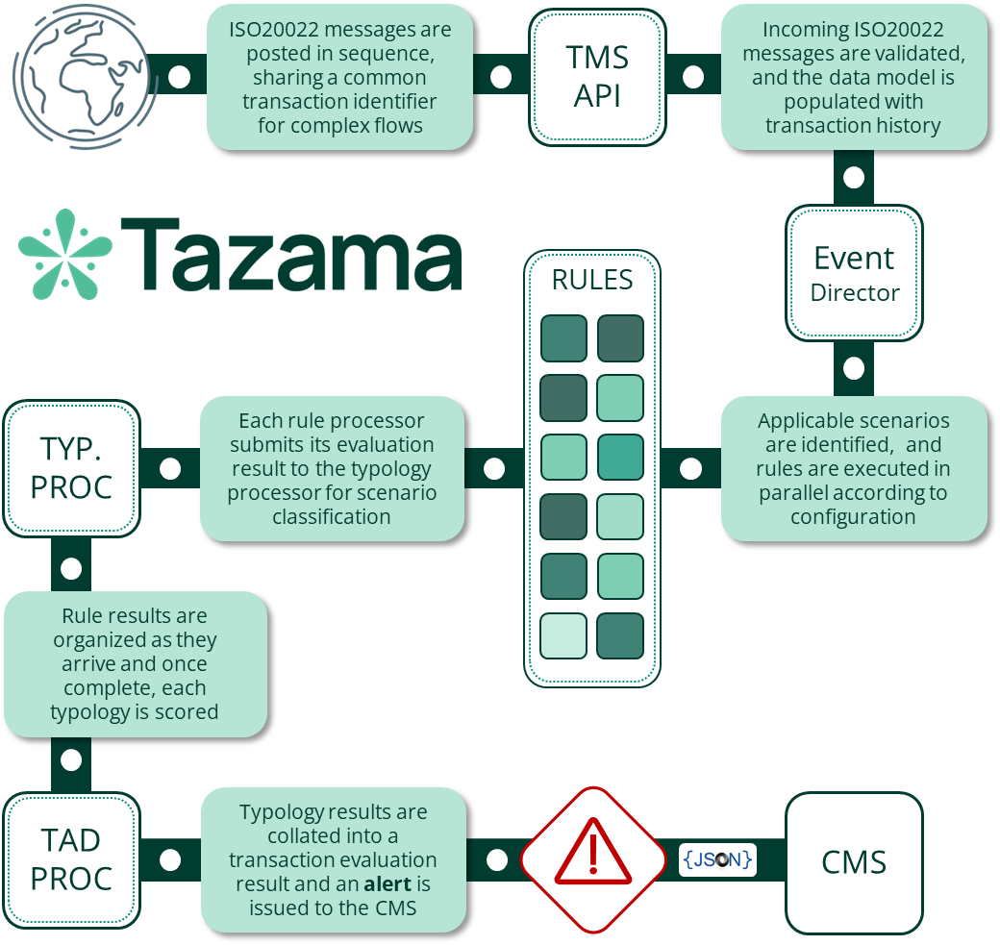 ISO20022 messages are
posted in sequence,
sharing a common
transaction identifier
for complex flows
TMS
API
Incoming ISO20022
messages are validated,
and the data model is
populated with
transaction history
Tazama
Event
Director
RULES
Applicable scenarios
are identified, and
rules are executed in
parallel according to
configuration
Each rule processor
submits its evaluation
result to the typology
processor for scenario
classification
TYP.
PROC
Rule results are
organized as they
arrive and once
complete, each
typology is scored
TAD
PROC
Typology results are
collated into a
transaction evaluation
result and an alert is
issued to the CMS
{JSON}
CMS